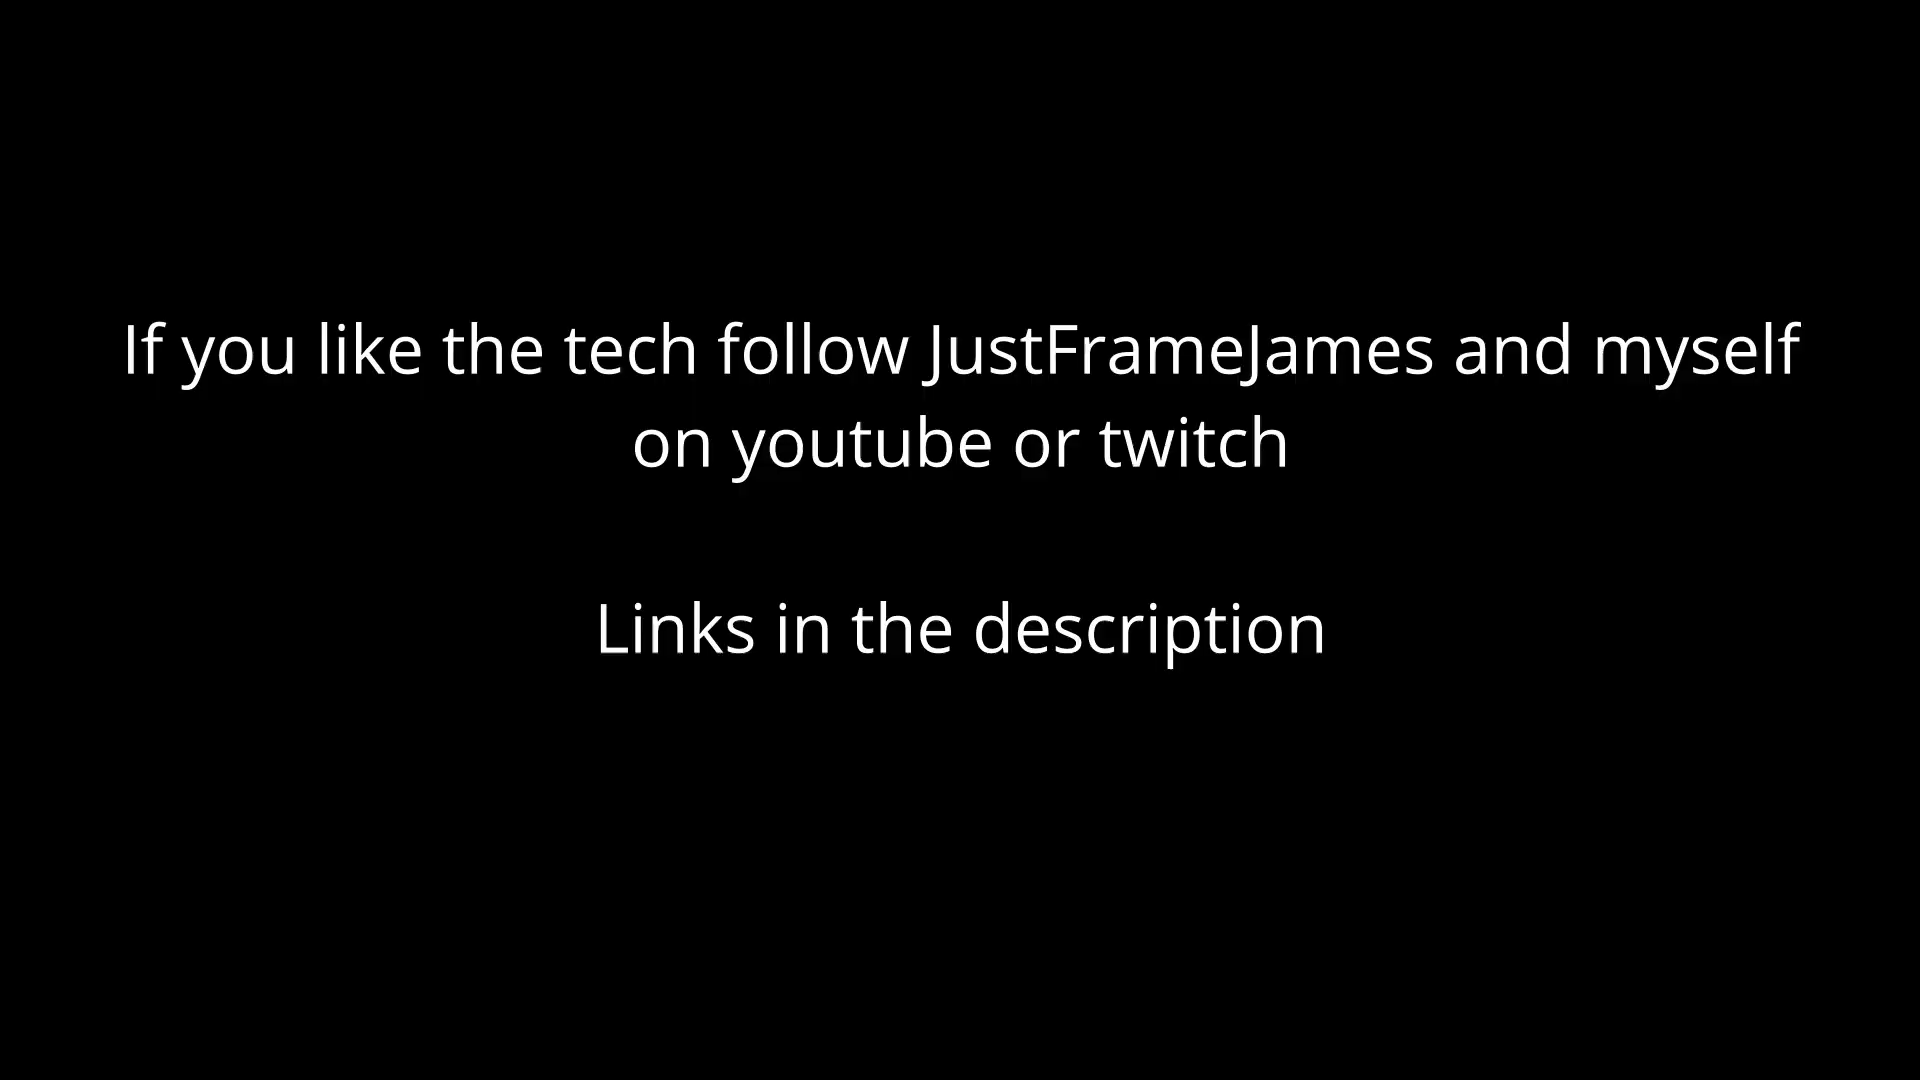 If you like the tech follow JustFrameJames and myself
on youtube or twitch
Links in the description